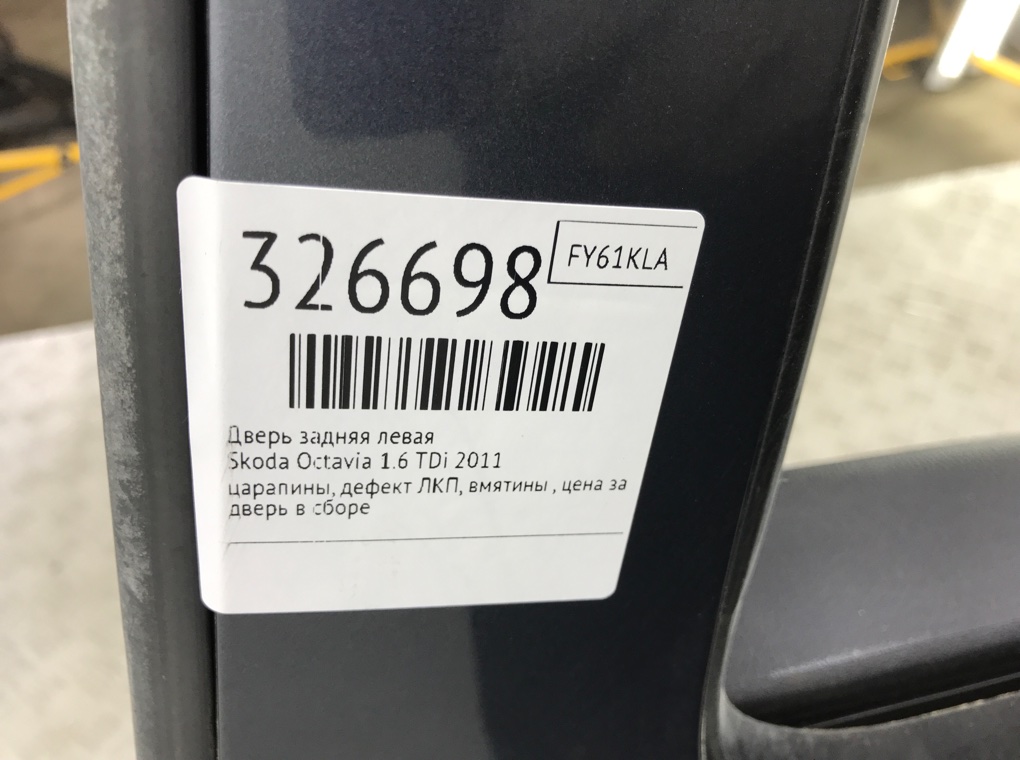 326698
FY61KLA
Дверь задняя левая
Skoda Octavia 1.6 TDi 2011
царапины, дефект ЛКП, вмятины , цена за
дверь в сборе